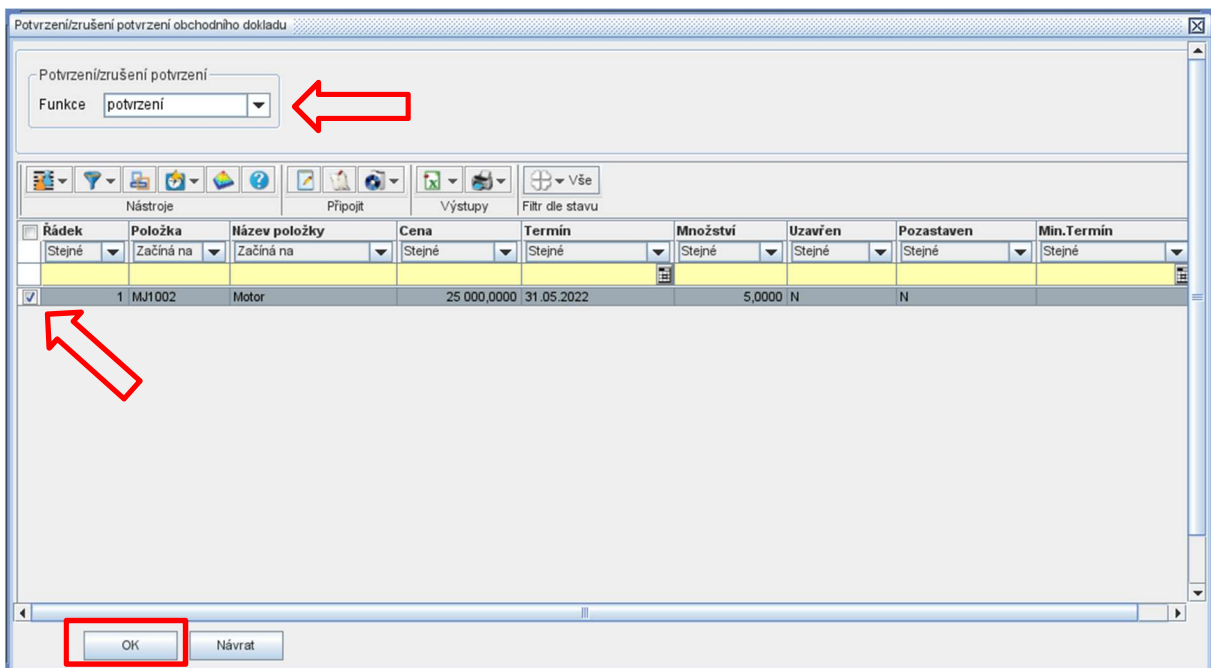 Potvrzení/zrušení potvrzení obchodního dokladu
Potvrzení/zrušení potvrzení
Funkce potvrzení
Vše
Nástroje Připojit Výstupy Filtr dle stavu
Řádek Položka Název položky Cena Termín Množství Uzavřen Pozastaven Min.Termín
Stejné Začíná na Začíná na Stejné Stejné Stejné Stejné Stejné Stejné
1 MJ1002 Motor 25 000,0000 31.05.2022 5,0000 N N
OK Návrat